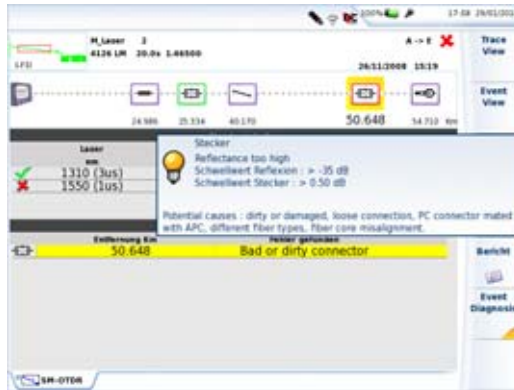 100%
17:08 29/01/201
M_Laser 2
4126 LM 20.0s 1.46500
A -> E
26/11/2008 15:19
LFD
Trace View
Event View
24.986 25.334 40.170 50.648 54.710 Km
Laser
nm
1310 (3us)
1550 (1us)
Stecker
Reflectance too high
Schwellwert Reflexion : > -35 dB
Schwellwert Stecker : > 0.50 dB
Potential causes : dirty or damaged, loose connection, PC connector mated
with APC, different fiber types, fiber core misalignment.
Entfernung Km Fehler gefunden
50.648 Bad or dirty connector
Bericht
Event
Diagnosis
SM-OTDR